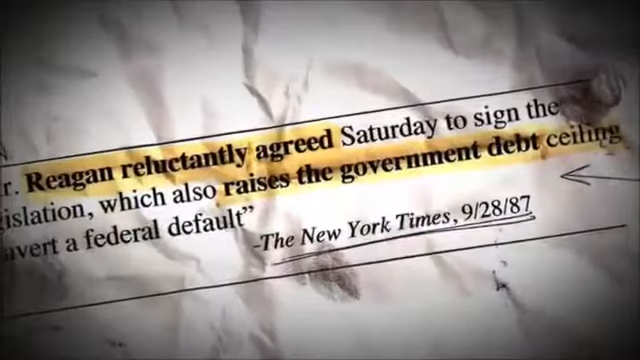 r. Reagan reluctantly agreed Saturday to sign the
islation, which also raises the government debt ceiling
avert a federal default”
-The New York Times, 9/28/87